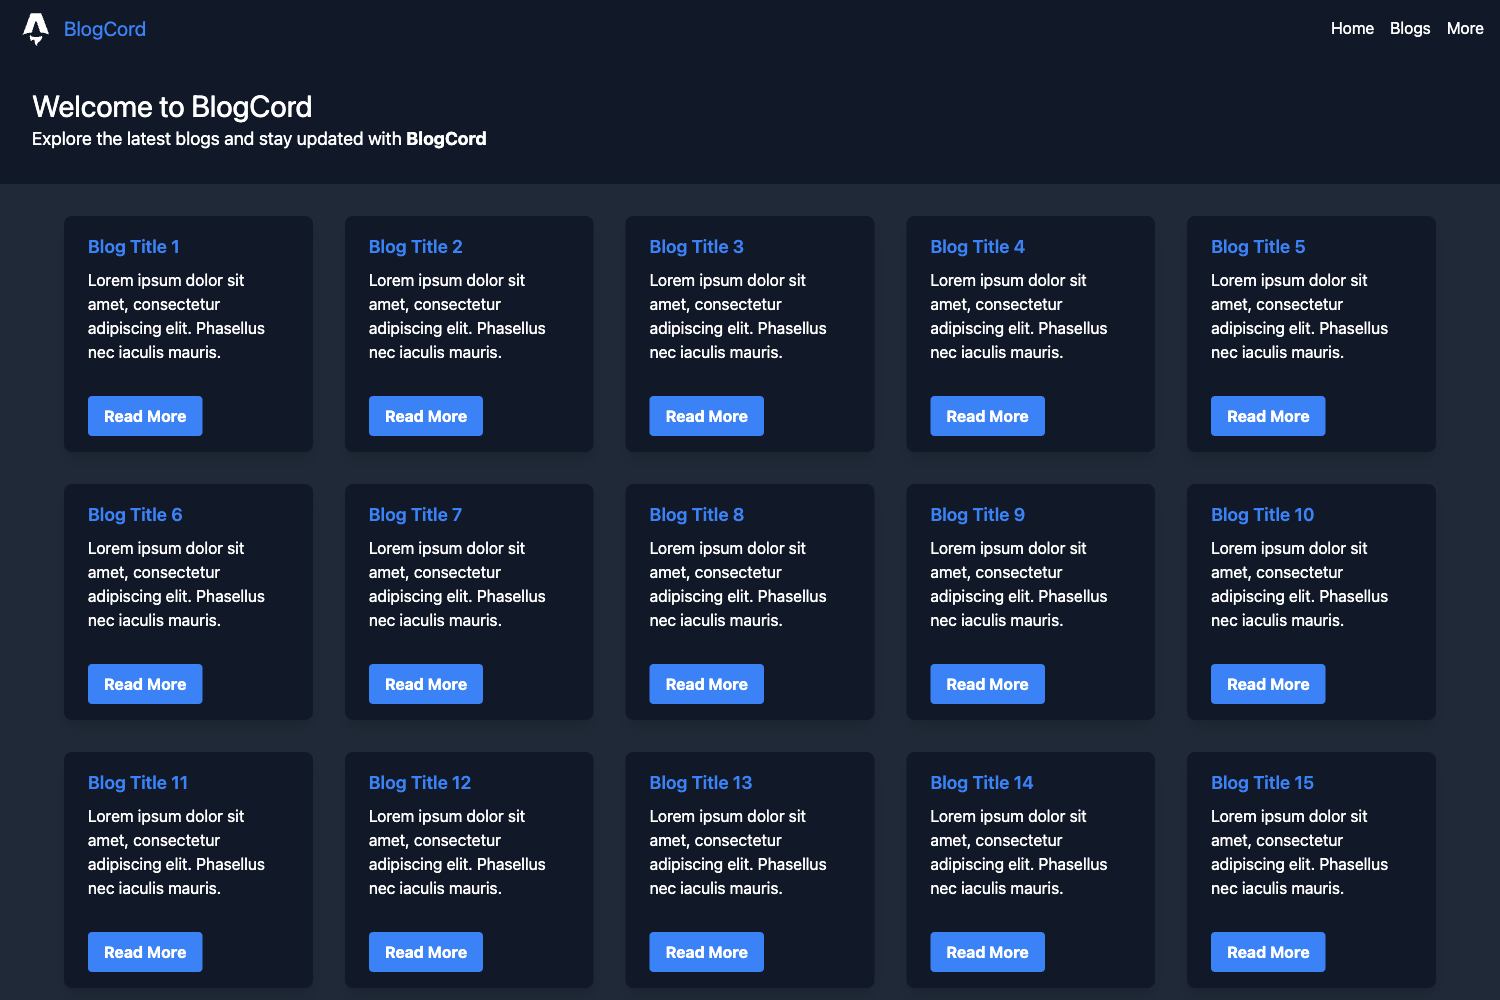 BlogCord
Home Blogs More
Welcome to BlogCord
Explore the latest blogs and stay updated with BlogCord
Blog Title 1
Lorem ipsum dolor sit
amet, consectetur
adipiscing elit. Phasellus
nec iaculis mauris.
Read More
Blog Title 2
Lorem ipsum dolor sit
amet, consectetur
adipiscing elit. Phasellus
nec iaculis mauris.
Read More
Blog Title 3
Lorem ipsum dolor sit
amet, consectetur
adipiscing elit. Phasellus
nec iaculis mauris.
Read More
Blog Title 4
Lorem ipsum dolor sit
amet, consectetur
adipiscing elit. Phasellus
nec iaculis mauris.
Read More
Blog Title 5
Lorem ipsum dolor sit
amet, consectetur
adipiscing elit. Phasellus
nec iaculis mauris.
Read More
Blog Title 6
Lorem ipsum dolor sit
amet, consectetur
adipiscing elit. Phasellus
nec iaculis mauris.
Read More
Blog Title 7
Lorem ipsum dolor sit
amet, consectetur
adipiscing elit. Phasellus
nec iaculis mauris.
Read More
Blog Title 8
Lorem ipsum dolor sit
amet, consectetur
adipiscing elit. Phasellus
nec iaculis mauris.
Read More
Blog Title 9
Lorem ipsum dolor sit
amet, consectetur
adipiscing elit. Phasellus
nec iaculis mauris.
Read More
Blog Title 10
Lorem ipsum dolor sit
amet, consectetur
adipiscing elit. Phasellus
nec iaculis mauris.
Read More
Blog Title 11
Lorem ipsum dolor sit
amet, consectetur
adipiscing elit. Phasellus
nec iaculis mauris.
Read More
Blog Title 12
Lorem ipsum dolor sit
amet, consectetur
adipiscing elit. Phasellus
nec iaculis mauris.
Read More
Blog Title 13
Lorem ipsum dolor sit
amet, consectetur
adipiscing elit. Phasellus
nec iaculis mauris.
Read More
Blog Title 14
Lorem ipsum dolor sit
amet, consectetur
adipiscing elit. Phasellus
nec iaculis mauris.
Read More
Blog Title 15
Lorem ipsum dolor sit
amet, consectetur
adipiscing elit. Phasellus
nec iaculis mauris.
Read More